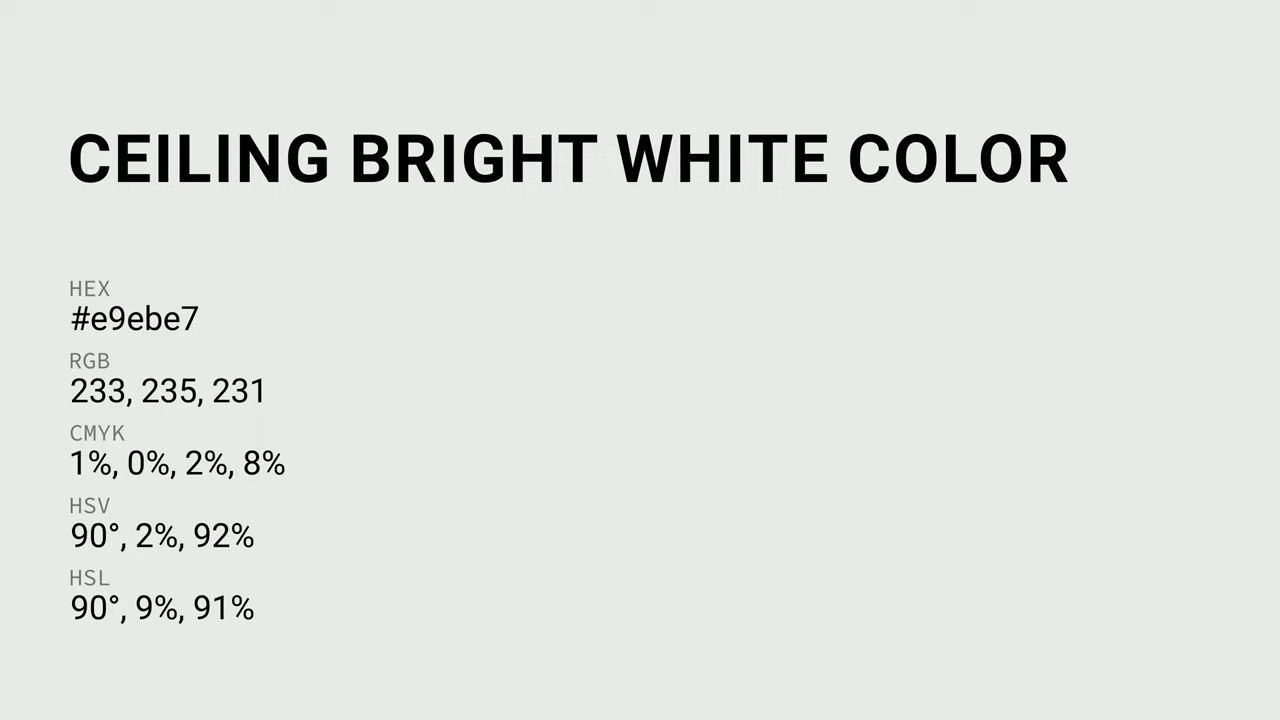 CEILING BRIGHT WHITE COLOR
HEX
#e9ebe7
RGB
233, 235, 231
CMYK
1%, 0%, 2%, 8%
HSV
90°, 2%, 92%
HSL
90°, 9%, 91%